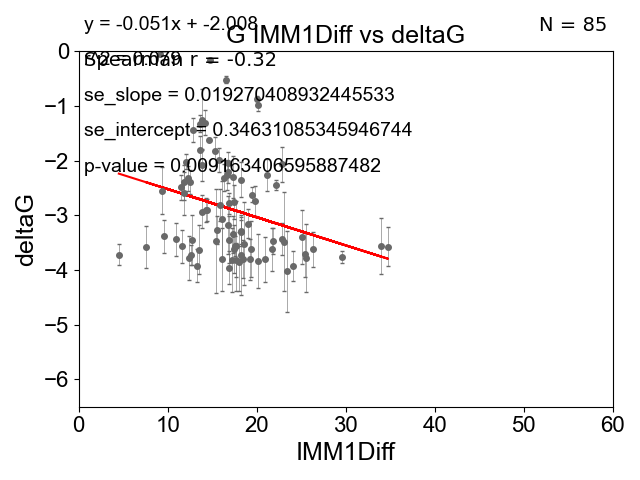 y = -0.051x + -2.008
N = 85
G IMM1Diff vs deltaG
Spearman r = -0.32
se_slope = 0.019270408932445533
se_intercept = 0.34631085345946744
p-value = 0.009163406595887482
deltaG
0
−1
−2
−3
−4
−5
−6
0 10 20 30 40 50 60
IMM1Diff